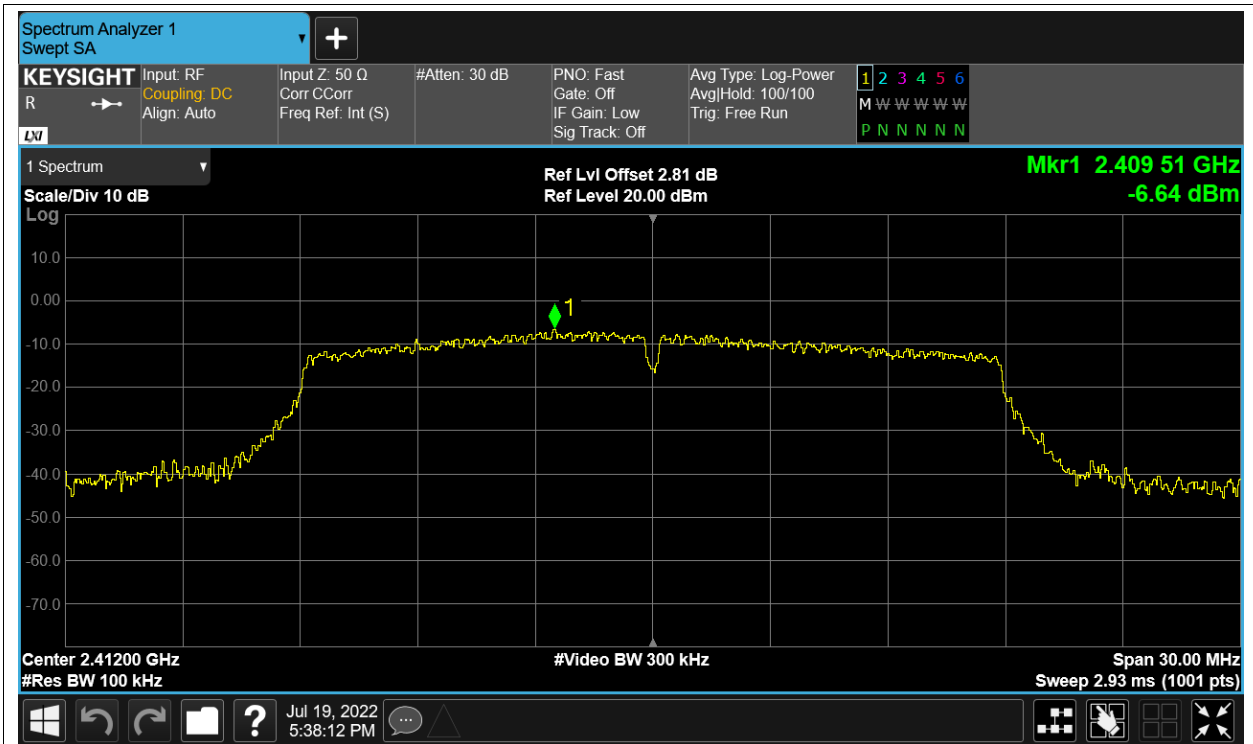 Spectrum Analyzer 1
Swept SA
KEYSIGHT
R
LXI
Input: RF
Coupling: DC
Align: Auto
Input Z: 50 Ω
Corr CCorr
Freq Ref: Int (S)
#Atten: 30 dB
PNO: Fast
Gate: Off
IF Gain: Low
Sig Track: Off
Avg Type: Log-Power
Avg|Hold: 100/100
Trig: Free Run
1 2 3 4 5 6
M W W W W W
P N N N N N
1 Spectrum
Scale/Div 10 dB
Log
Ref Lvl Offset 2.81 dB
Ref Level 20.00 dBm
Mkr1 2.409 51 GHz
-6.64 dBm
10.0
0.00
1
-10.0
-20.0
-30.0
-40.0
-50.0
-60.0
-70.0
Center 2.41200 GHz
#Video BW 300 kHz
Span 30.00 MHz
#Res BW 100 kHz
Sweep 2.93 ms (1001 pts)
?
Jul 19, 2022
5:38:12 PM